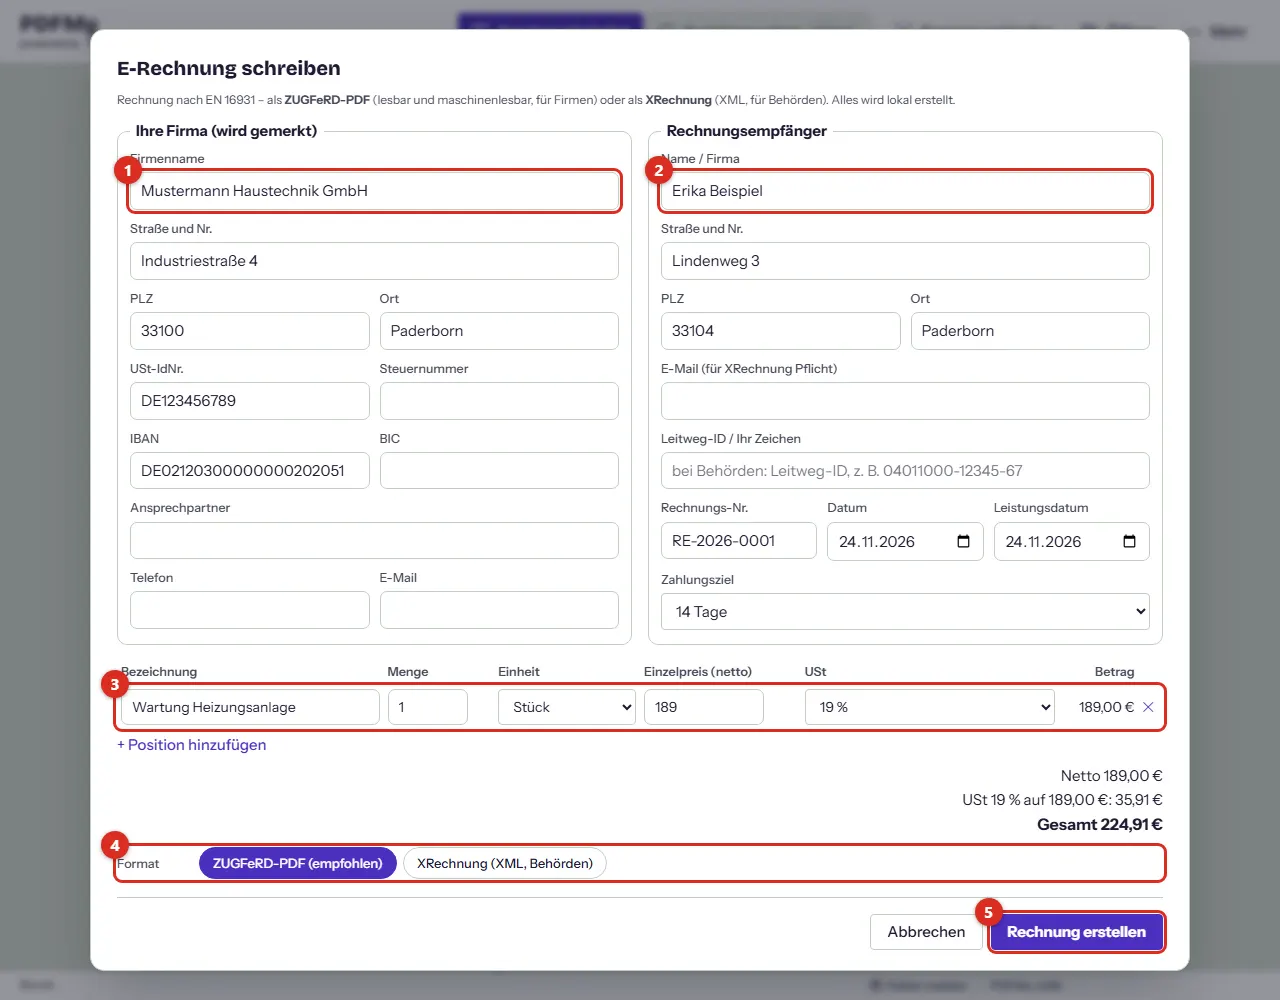 PDFMy
Mehr
E-Rechnung schreiben
Rechnung nach EN 16931 – als ZUGFeRD-PDF (lesbar und maschinenlesbar, für Firmen) oder als XRechnung (XML, für Behörden). Alles wird lokal erstellt.
Ihre Firma (wird gemerkt)
1
Firmenname
Mustermann Haustechnik GmbH
Straße und Nr.
Industriestraße 4
PLZ Ort
33100 Paderborn
USt-IdNr. Steuernummer
DE123456789
IBAN BIC
DE02120300000000202051
Ansprechpartner
Telefon E-Mail
Rechnungsempfänger
2
Name / Firma
Erika Beispiel
Straße und Nr.
Lindenweg 3
PLZ Ort
33104 Paderborn
E-Mail (für XRechnung Pflicht)
Leitweg-ID / Ihr Zeichen
bei Behörden: Leitweg-ID, z. B. 04011000-12345-67
Rechnungs-Nr. Datum Leistungsdatum
RE-2026-0001 24.11.2026 24.11.2026
Zahlungsziel
14 Tage
Bezeichnung Menge Einheit Einzelpreis (netto) USt Betrag
3
Wartung Heizungsanlage 1 Stück 189 19 % 189,00 € ×
+ Position hinzufügen
Netto 189,00 €
USt 19 % auf 189,00 €: 35,91 €
Gesamt 224,91 €
4
Format ZUGFeRD-PDF (empfohlen) XRechnung (XML, Behörden)
5
Abbrechen Rechnung erstellen